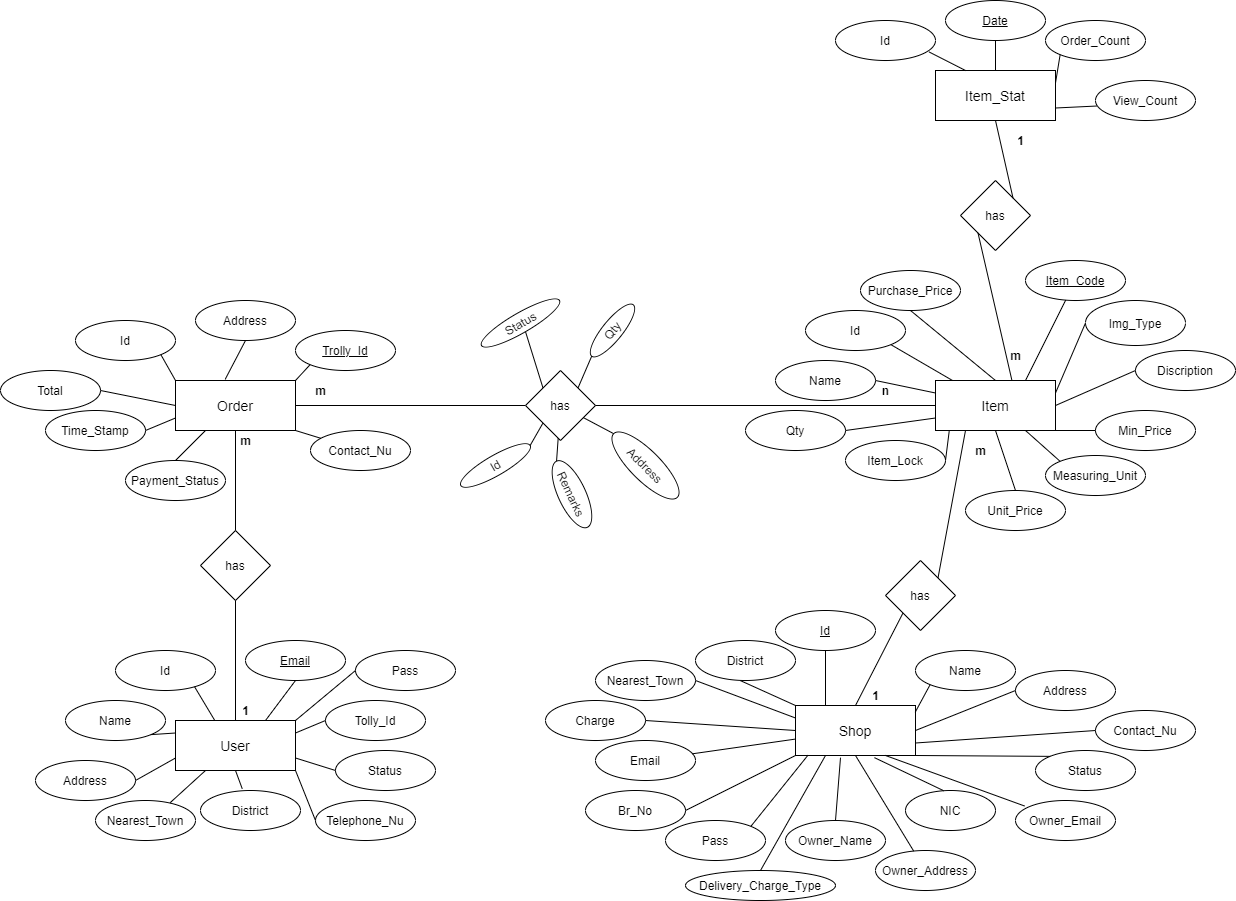 Date
Id
Order_Count
Item_Stat
View_Count
1
has
Purchase_Price
Item_Code
Id
Img_Type
Name
Discription
m
n
Item
Qty
Min_Price
Item_Lock
m
Measuring_Unit
Unit_Price
Status
Qty
has
Id
Remarks
Address
Address
Id
Trolly_Id
Total
m
Order
Time_Stamp
m
Contact_Nu
Payment_Status
has
Id
Email
Pass
Name
1
Tolly_Id
User
Address
Status
Nearest_Town
District
Telephone_Nu
has
Id
District
Name
Nearest_Town
Address
1
Charge
Shop
Contact_Nu
Email
Status
Br_No
NIC
Owner_Email
Pass
Owner_Name
Owner_Address
Delivery_Charge_Type